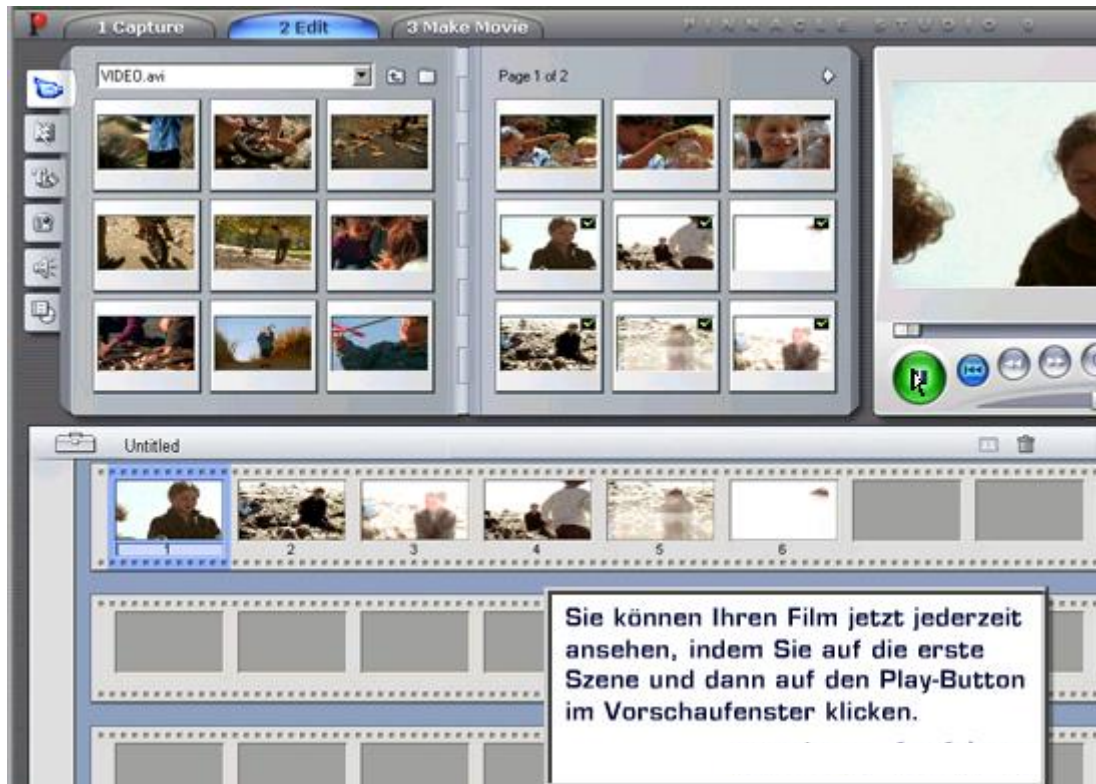 1 Capture 2 Edit 3 Make Movie PINNACLE STUDIO 9
VIDEO.avi
Page 1 of 2
Untitled
1 2 3 4 5 6
Sie können Ihren Film jetzt jederzeit
ansehen, indem Sie auf die erste
Szene und dann auf den Play-Button
im Vorschaufenster klicken.